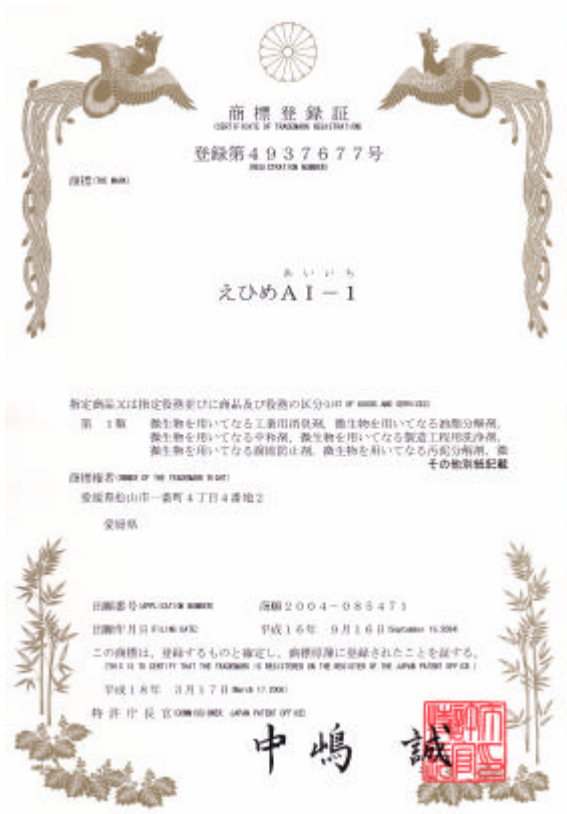 商標登録証
(CERTIFICATE OF TRADEMARK REGISTRATION)
登録第4937677号
(REGISTRATION NUMBER)
商標(THE MARK)
あいいち
えひめAI-1
指定商品又は指定役務並びに商品及び役務の区分(LIST OF GOODS AND SERVICES)
第 1類 微生物を用いてなる工業用消臭剤,微生物を用いてなる油脂分解剤,
微生物を用いてなる中和剤,微生物を用いてなる製造工程用洗浄剤,
微生物を用いてなる腐敗防止剤,微生物を用いてなる汚泥分解剤,微
その他別紙記載
商標権者(OWNER OF THE TRADEMARK RIGHT)
愛媛県松山市一番町4丁目4番地2
愛媛県
出願番号(APPLICATION NUMBER) 商願2004-085471
出願年月日(FILING DATE) 平成16年 9月16日(September 16,2004)
この商標は、登録するものと確定し、商標原簿に登録されたことを証する。
(THIS IS TO CERTIFY THAT THE TRADEMARK IS REGISTERED ON THE REGISTER OF THE JAPAN PATENT OFFICE.)
平成18年 3月17日(March 17,2006)
特許庁長官(COMMISSIONER, JAPAN PATENT OFFICE)
中嶋 誠